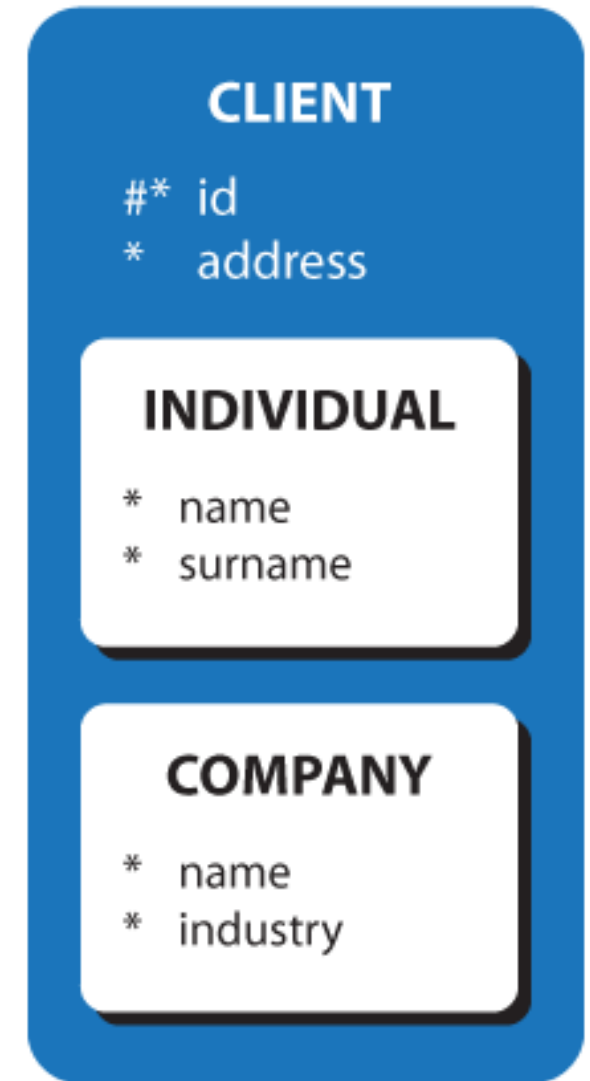 CLIENT
#* id
* address
INDIVIDUAL
* name
* surname
COMPANY
* name
* industry